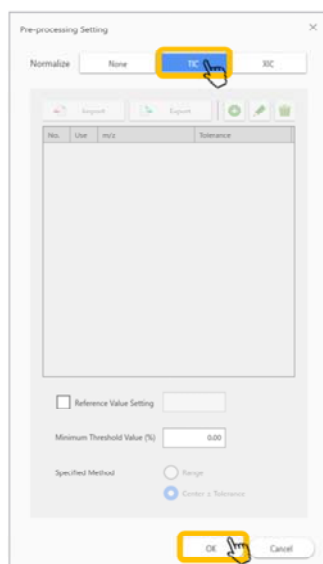 Pre-processing Setting
Normalize None TIC XIC
Import Export
No. Use m/z Tolerance
Reference Value Setting
Minimum Threshold Value (%) 0.00
Specified Method Range
Center ± Tolerance
OK Cancel